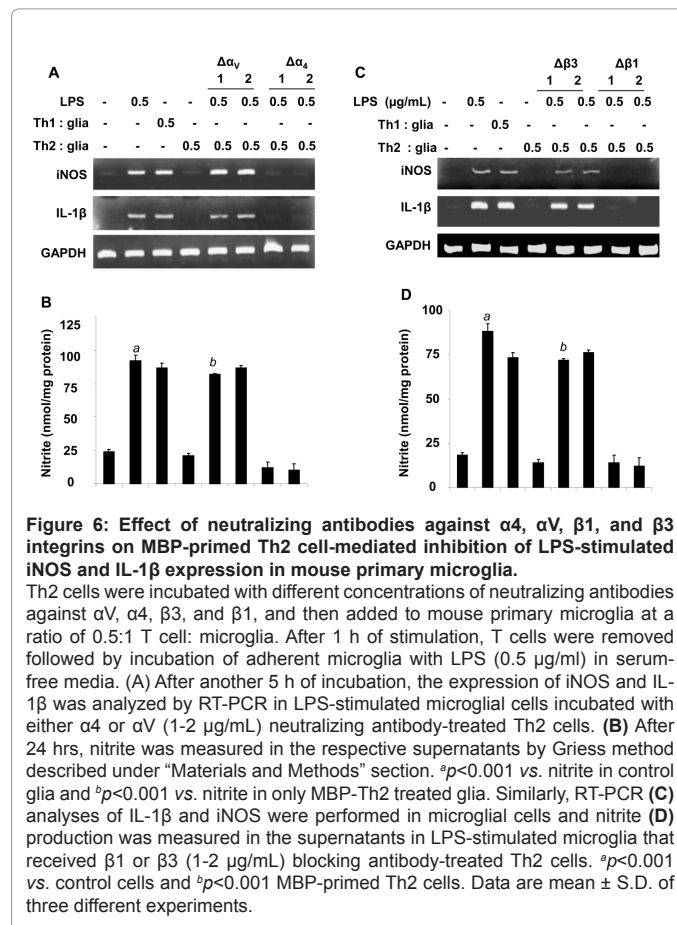 A
ΔαV Δα4
1 2 1 2
LPS - 0.5 - - 0.5 0.5 0.5 0.5
Th1 : glia - - 0.5 - - - - -
Th2 : glia - - - 0.5 0.5 0.5 0.5 0.5
iNOS
IL-1β
GAPDH
B
Nitrite (nmol/mg protein)
125
100
75
50
25
0
a
b
C
Δβ3 Δβ1
1 2 1 2
LPS (µg/mL) - 0.5 - - 0.5 0.5 0.5 0.5
Th1 : glia - - 0.5 - - - - -
Th2 : glia - - - 0.5 0.5 0.5 0.5 0.5
iNOS
IL-1β
GAPDH
D
Nitrite (nmol/mg protein)
100
75
50
25
0
a
b
Figure 6: Effect of neutralizing antibodies against α4, αV, β1, and β3
integrins on MBP-primed Th2 cell-mediated inhibition of LPS-stimulated
iNOS and IL-1β expression in mouse primary microglia.
Th2 cells were incubated with different concentrations of neutralizing antibodies
against αV, α4, β3, and β1, and then added to mouse primary microglia at a
ratio of 0.5:1 T cell: microglia. After 1 h of stimulation, T cells were removed
followed by incubation of adherent microglia with LPS (0.5 µg/ml) in serum-
free media. (A) After another 5 h of incubation, the expression of iNOS and IL-
1β was analyzed by RT-PCR in LPS-stimulated microglial cells incubated with
either α4 or αV (1-2 µg/mL) neutralizing antibody-treated Th2 cells. (B) After
24 hrs, nitrite was measured in the respective supernatants by Griess method
described under “Materials and Methods” section. ap<0.001 vs. nitrite in control
glia and bp<0.001 vs. nitrite in only MBP-Th2 treated glia. Similarly, RT-PCR (C)
analyses of IL-1β and iNOS were performed in microglial cells and nitrite (D)
production was measured in the supernatants in LPS-stimulated microglia that
received β1 or β3 (1-2 µg/mL) blocking antibody-treated Th2 cells. ap<0.001
vs. control cells and bp<0.001 MBP-primed Th2 cells. Data are mean ± S.D. of
three different experiments.